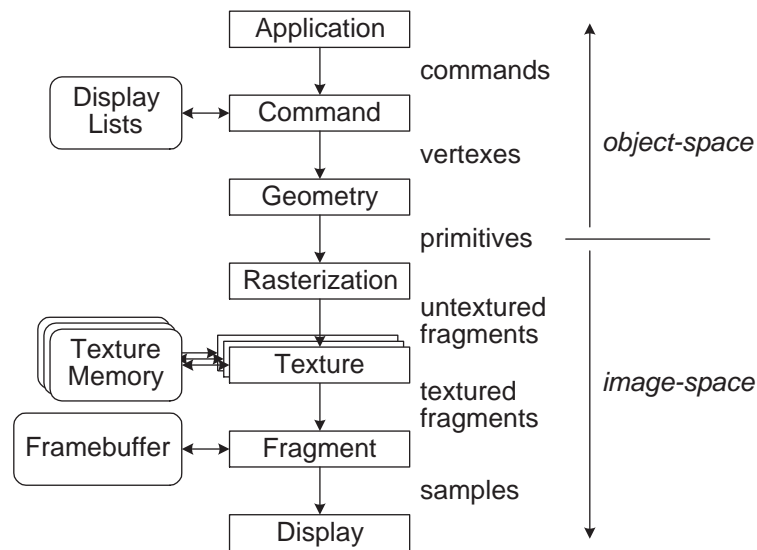 Application
commands
Display
Lists
Command
object-space
vertexes
Geometry
primitives
Rasterization
untextured
fragments
Texture
Memory
Texture
image-space
textured
fragments
Framebuffer
Fragment
samples
Display